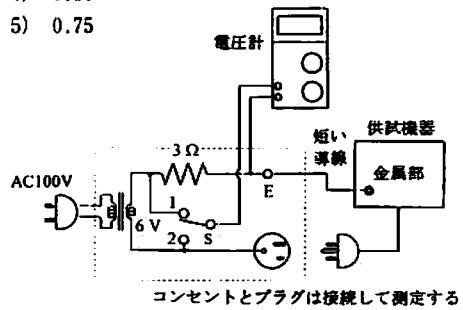 5) 0.75
電圧計
3Ω
短い
導線
供試機器
金属部
AC100V
E
1
6V
S
2
コンセントとプラグは接続して測定する